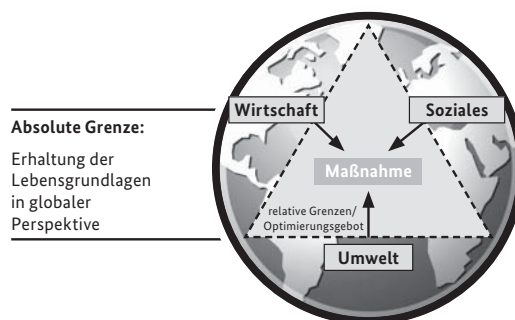 Absolute Grenze:
Erhaltung der
Lebensgrundlagen
in globaler
Perspektive
Wirtschaft
Soziales
Maßnahme
relative Grenzen/
Optimierungsgebot
Umwelt